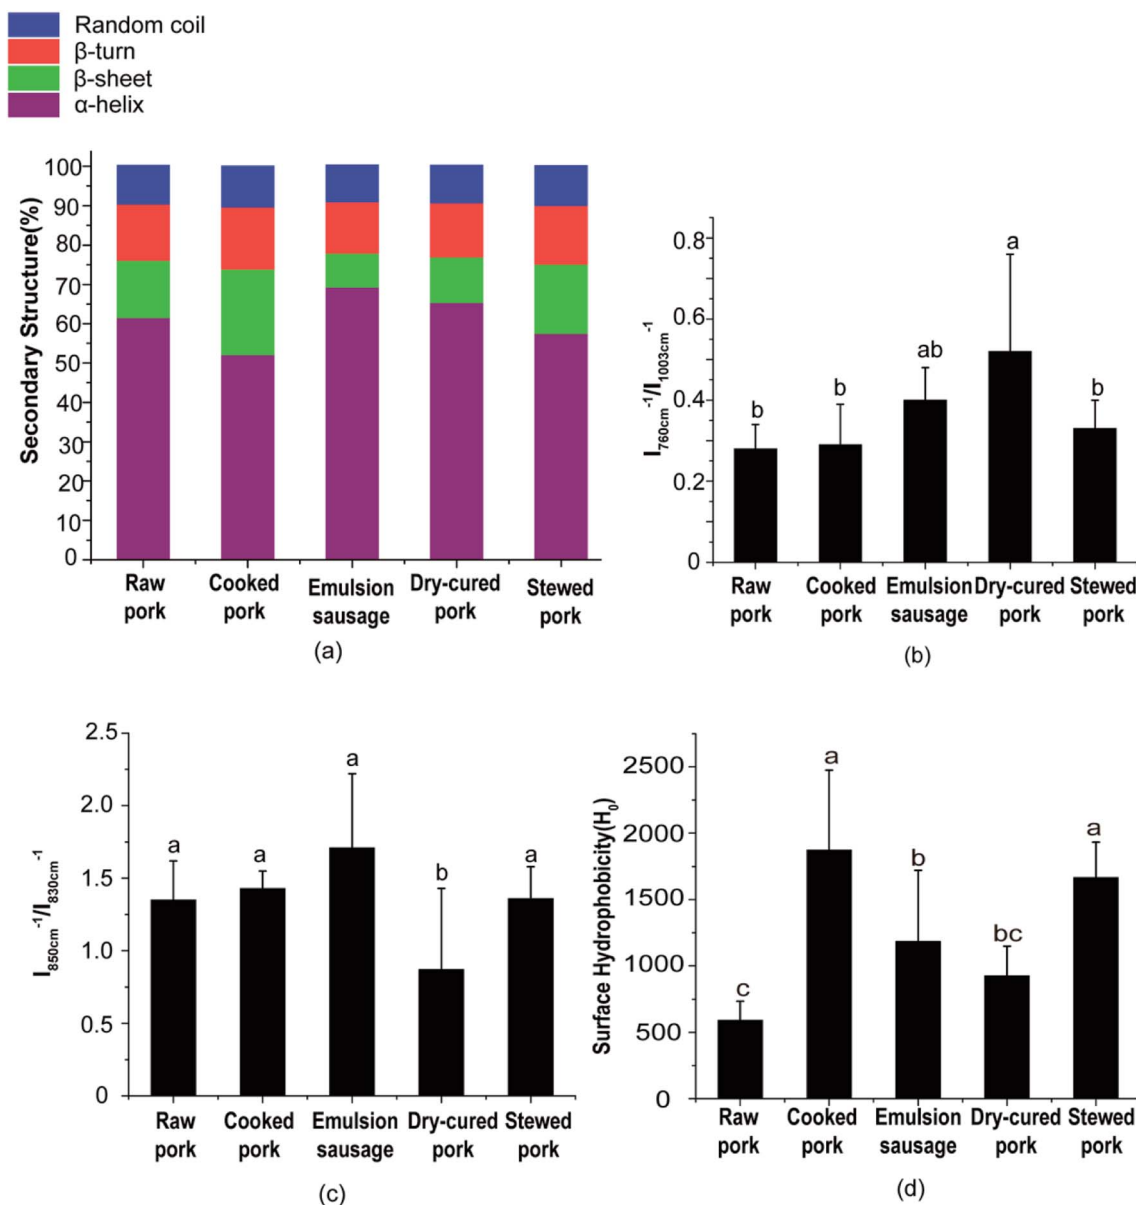 Random coil
β-turn
β-sheet
α-helix
Secondary Structure(%)
100
90
80
70
60
50
40
30
20
10
0
Raw pork
Cooked pork
Emulsion sausage
Dry-cured pork
Stewed pork
(a)
I760cm-1/I1003cm-1
0.8
0.6
0.4
0.2
0
b
b
ab
a
b
Raw pork
Cooked pork
Emulsion sausage
Dry-cured pork
Stewed pork
(b)
I850cm-1/I830cm-1
2.5
2.0
1.5
1.0
0.5
0
a
a
a
b
a
Raw pork
Cooked pork
Emulsion sausage
Dry-cured pork
Stewed pork
(c)
Surface Hydrophobicity(H0)
2500
2000
1500
1000
500
0
c
a
b
bc
a
Raw pork
Cooked pork
Emulsion sausage
Dry-cured pork
Stewed pork
(d)